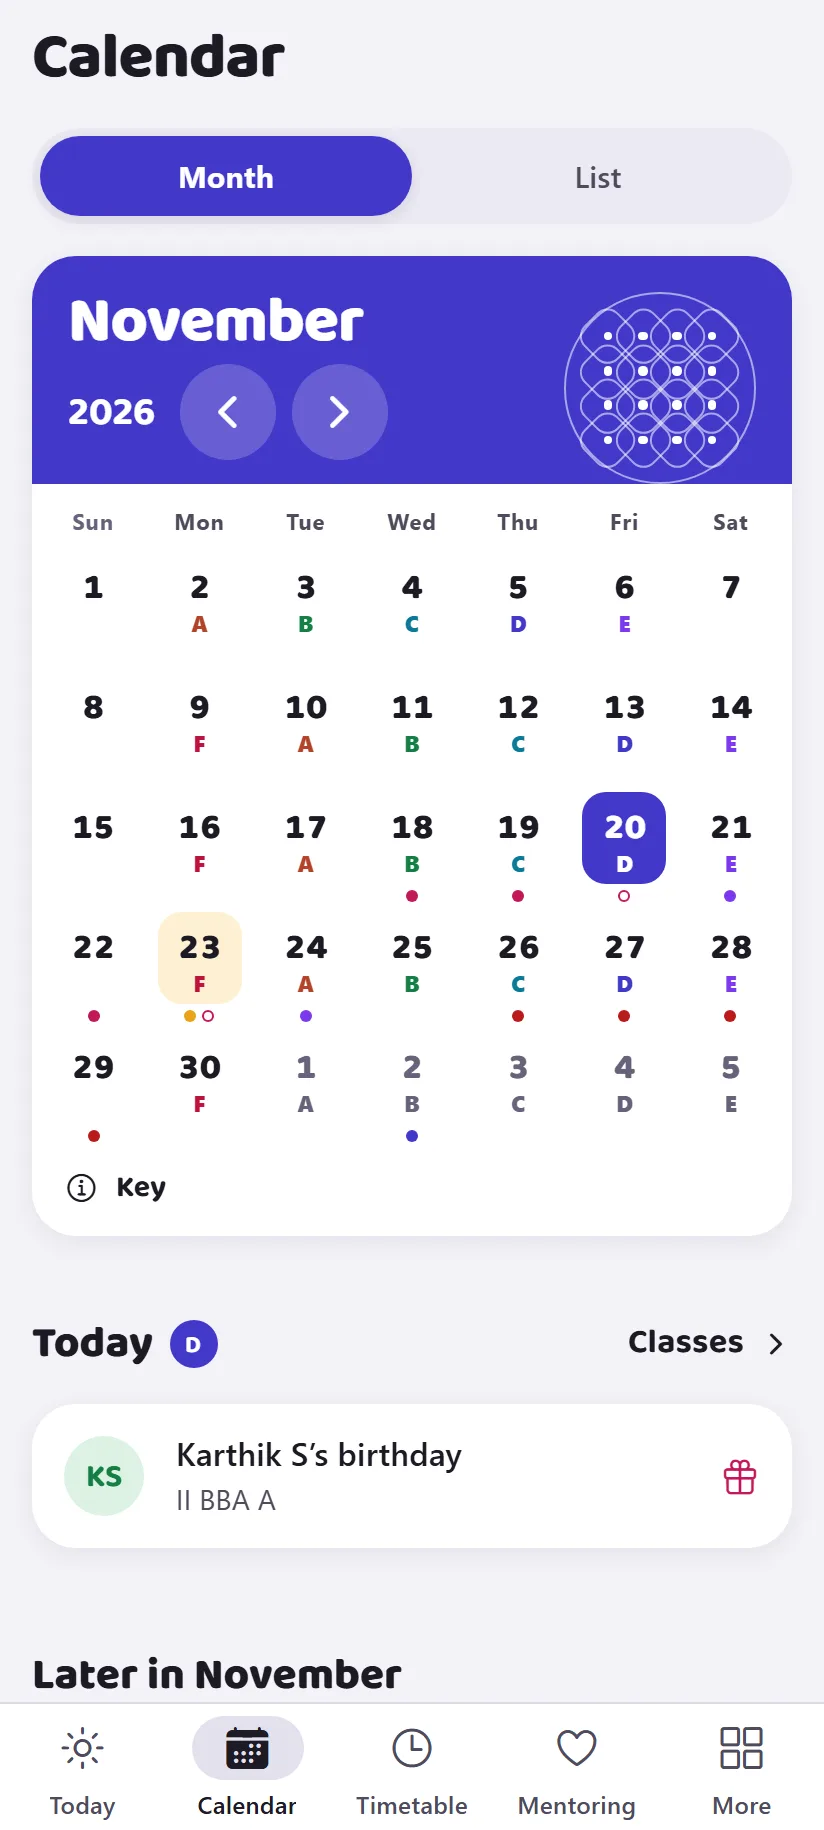 Calendar
Month List
November
2026
Sun Mon Tue Wed Thu Fri Sat
1 2 3 4 5 6 7
A B C D E
8 9 10 11 12 13 14
F A B C D E
15 16 17 18 19 20 21
F A B C D E
22 23 24 25 26 27 28
F A B C D E
29 30 1 2 3 4 5
F A B C D E
Key
Today D Classes
KS Karthik S’s birthday
II BBA A
Later in November
Today Calendar Timetable Mentoring More